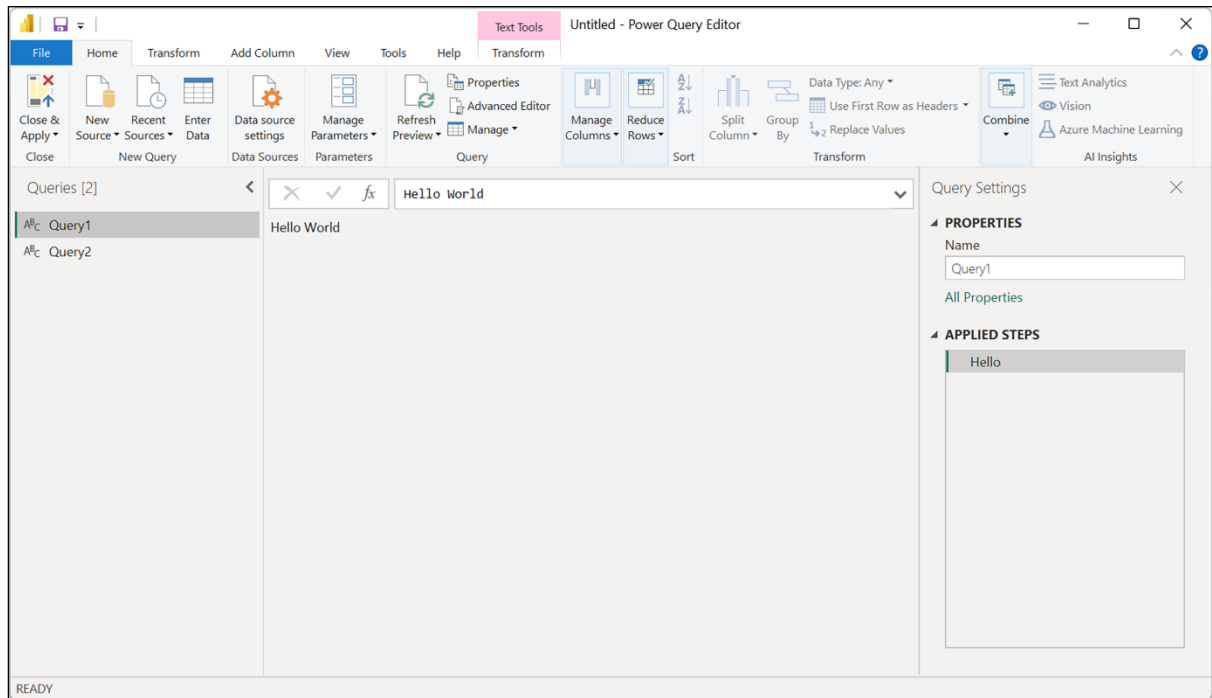 Text Tools
Untitled - Power Query Editor
File Home Transform Add Column View Tools Help Transform
Close &
Apply
Close
New
Source
Recent
Sources
Enter
Data
New Query
Data source
settings
Data Sources
Manage
Parameters
Parameters
Refresh
Preview
Properties
Advanced Editor
Manage
Query
Manage
Columns
Reduce
Rows
Sort
Split
Column
Group
By
Data Type: Any
Use First Row as Headers
Replace Values
Transform
Combine
Text Analytics
Vision
Azure Machine Learning
AI Insights
Queries [2]
ABC Query1
ABC Query2
fx Hello World
Hello World
Query Settings
PROPERTIES
Name
Query1
All Properties
APPLIED STEPS
Hello
READY